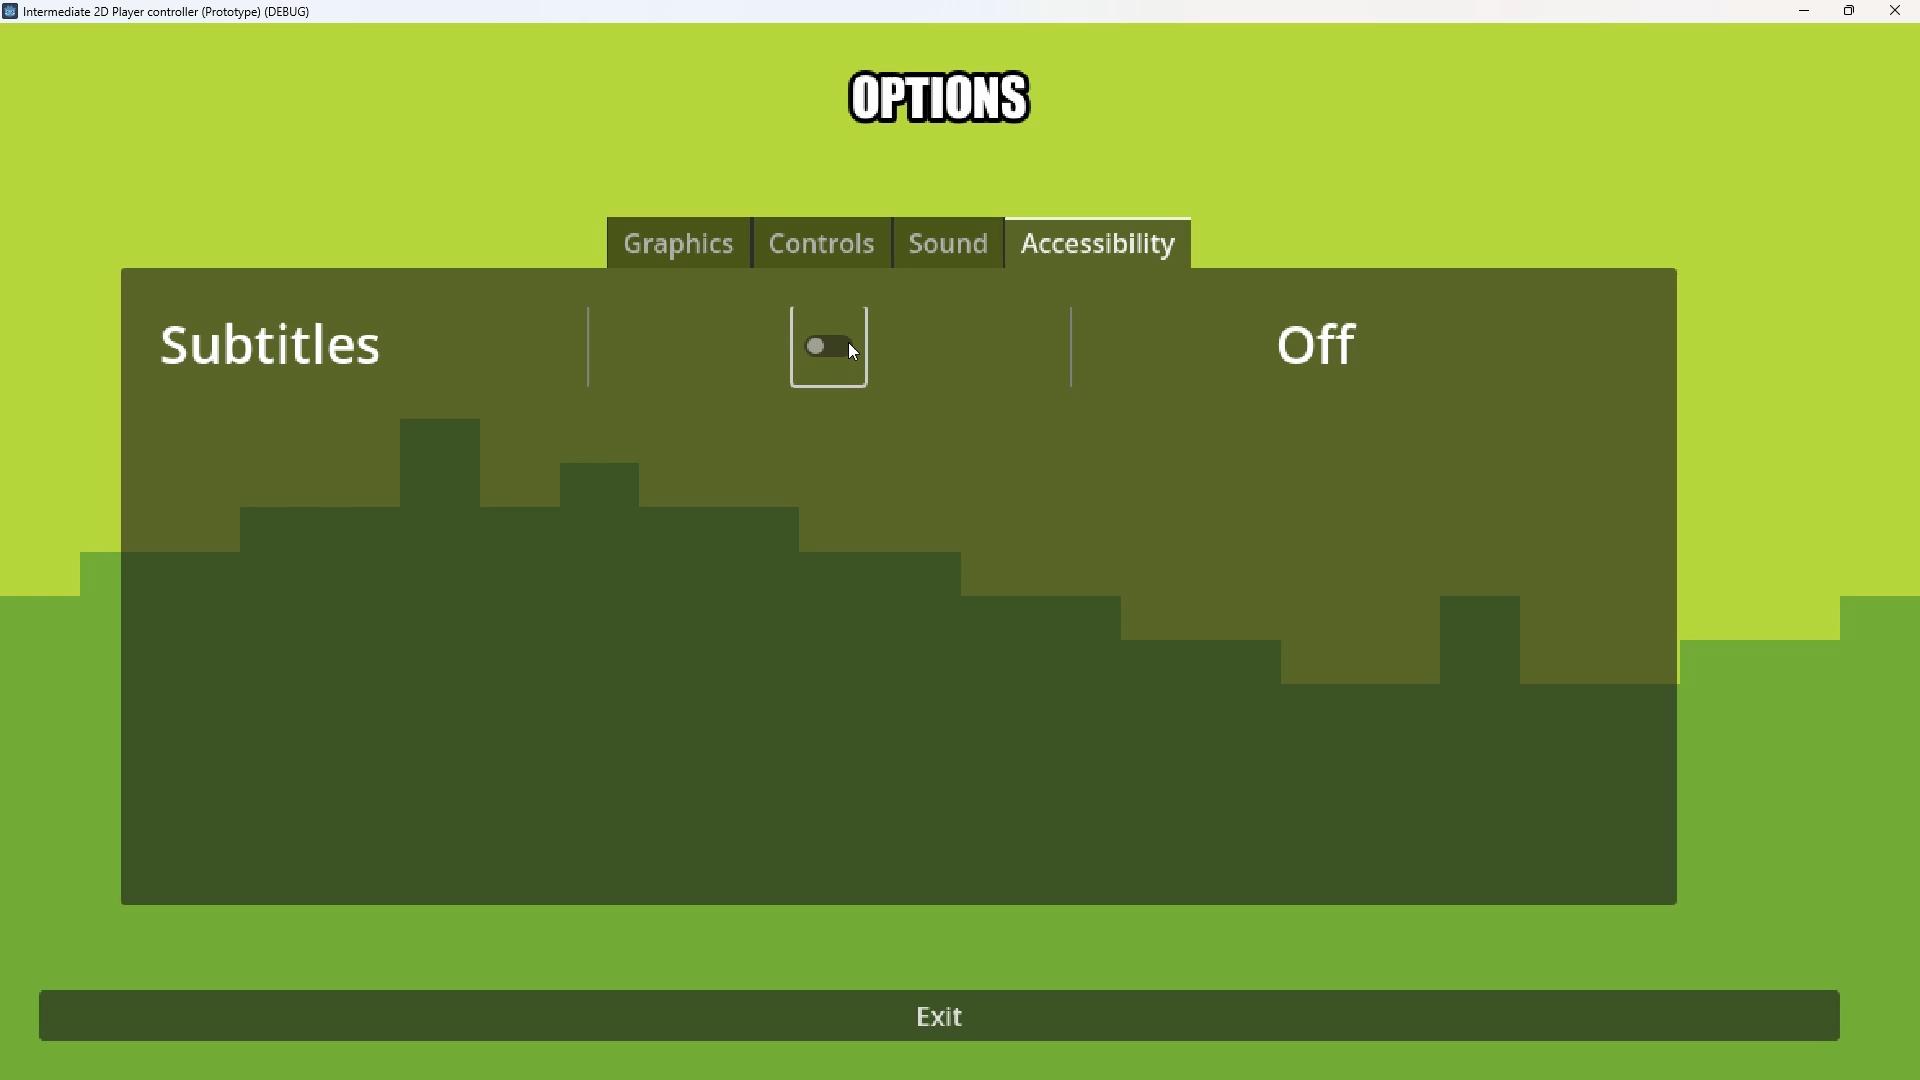 Intermediate 2D Player controller (Prototype) (DEBUG)
OPTIONS
Graphics Controls Sound Accessibility
Subtitles Off
Exit